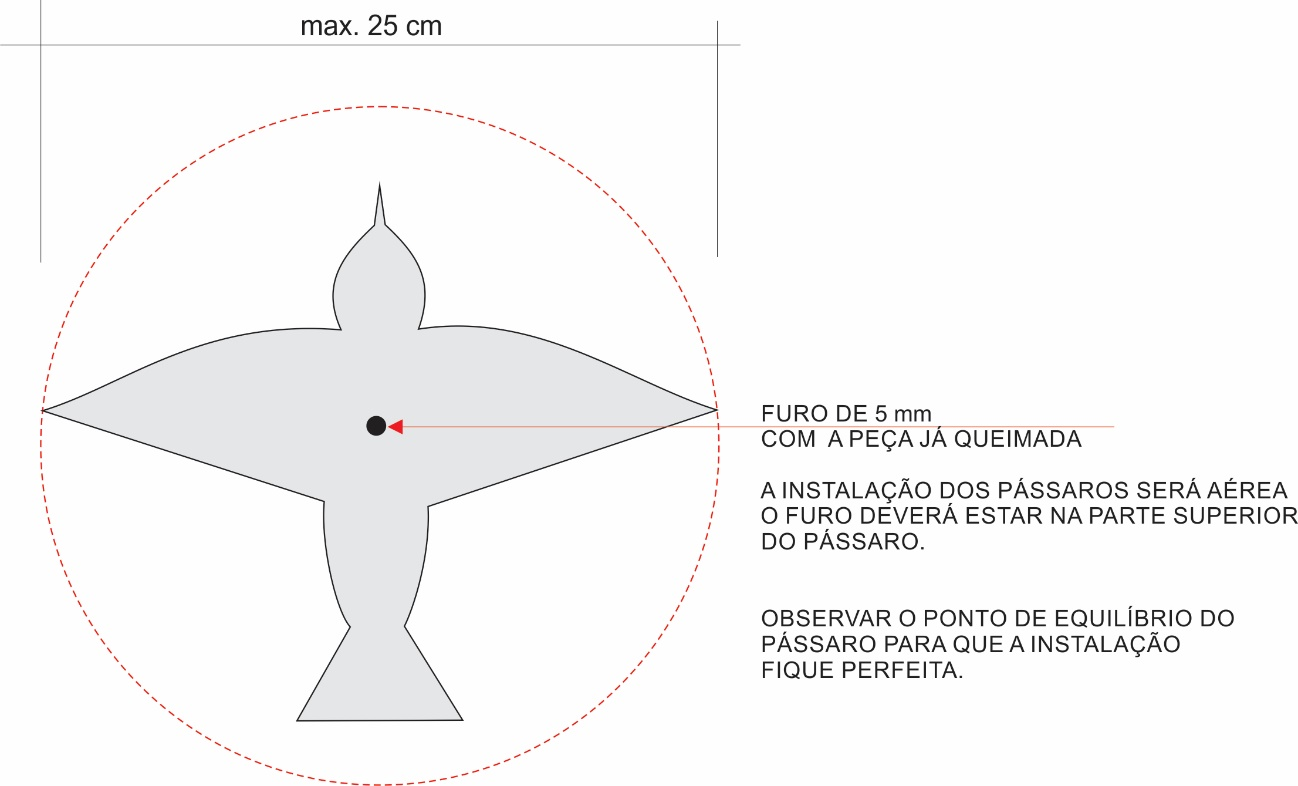 max. 25 cm
FURO DE 5 mm
COM A PEÇA JÁ QUEIMADA
A INSTALAÇÃO DOS PÁSSAROS SERÁ AÉREA
O FURO DEVERÁ ESTAR NA PARTE SUPERIOR
DO PÁSSARO.
OBSERVAR O PONTO DE EQUILÍBRIO DO
PÁSSARO PARA QUE A INSTALAÇÃO
FIQUE PERFEITA.